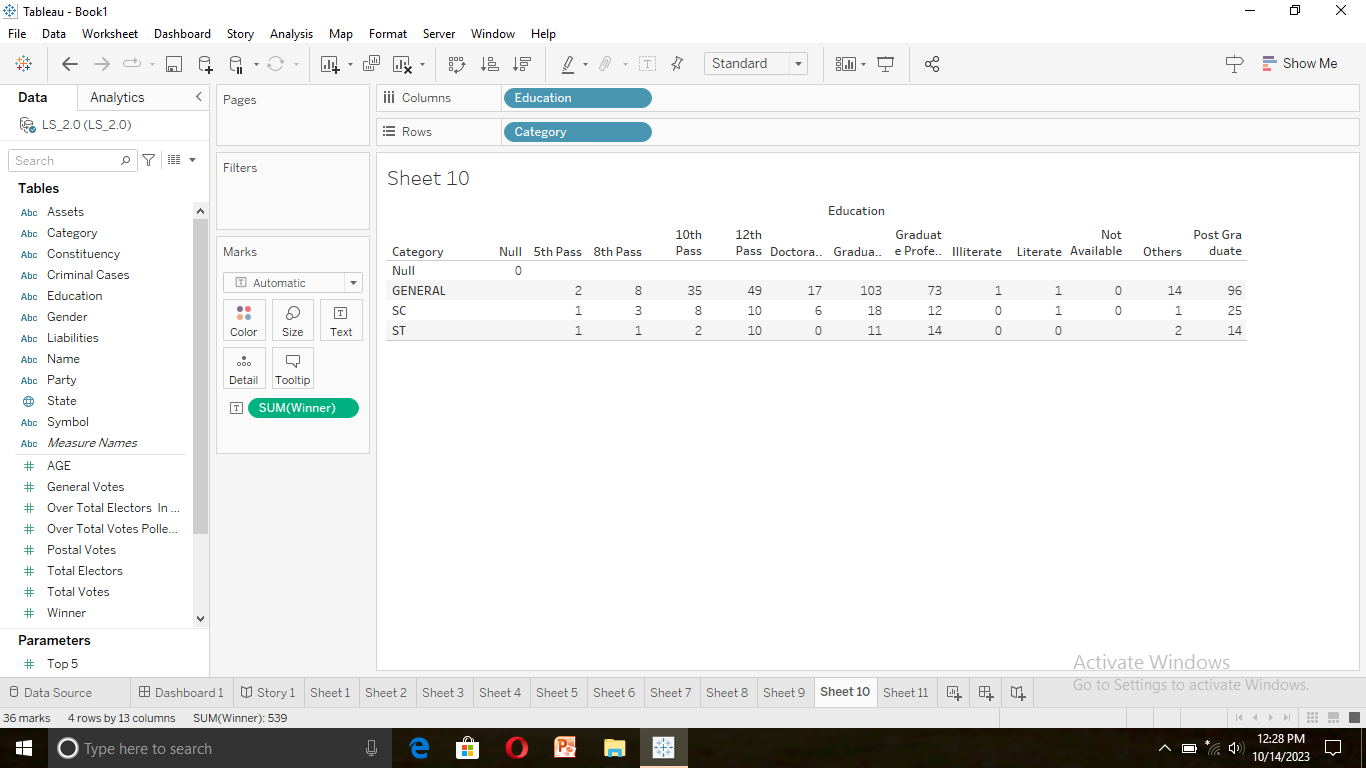 Tableau - Book1
File Data Worksheet Dashboard Story Analysis Map Format Server Window Help
Standard
Show Me
Data Analytics
LS_2.0 (LS_2.0)
Search
Tables
Abc Assets
Abc Category
Abc Constituency
Abc Criminal Cases
Abc Education
Abc Gender
Abc Liabilities
Abc Name
Abc Party
State
Abc Symbol
Abc Measure Names
# AGE
# General Votes
# Over Total Electors In ...
# Over Total Votes Polle...
# Postal Votes
# Total Electors
# Total Votes
# Winner
Parameters
# Top 5
Pages
Filters
Marks
T Automatic
Color Size Text
Detail Tooltip
T SUM(Winner)
Columns Education
Rows Category
Sheet 10
Education
10th 12th Graduat Not Post Gra
Category Null 5th Pass 8th Pass Pass Pass Doctora.. Gradua.. e Profe.. Illiterate Literate Available Others duate
Null 0
GENERAL 2 8 35 49 17 103 73 1 1 0 14 96
SC 1 3 8 10 6 18 12 0 1 0 1 25
ST 1 1 2 10 0 11 14 0 0 2 14
Activate Windows
Go to Settings to activate Windows.
Data Source Dashboard 1 Story 1 Sheet 1 Sheet 2 Sheet 3 Sheet 4 Sheet 5 Sheet 6 Sheet 7 Sheet 8 Sheet 9 Sheet 10 Sheet 11
36 marks 4 rows by 13 columns SUM(Winner): 539
Type here to search
12:28 PM
10/14/2023